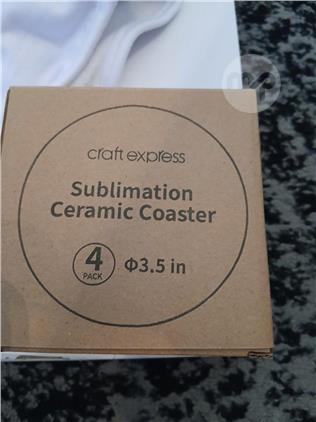 craft express
Sublimation
Ceramic Coaster
4 Φ3.5 in
PACK